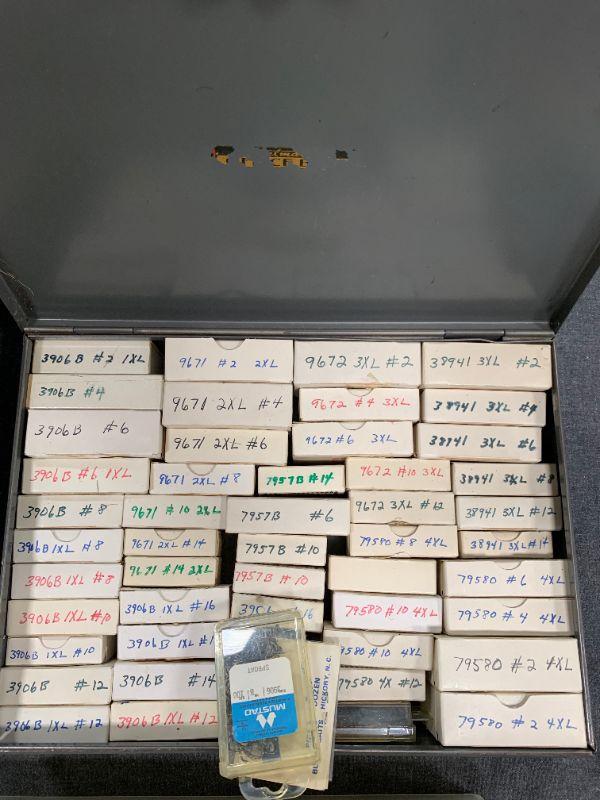 3906B #2 1XL
9671 #2 2XL
9672 3XL #2
38941 3XL #2
3906B #4
9671 2XL #4
9672 #4 3XL
38941 3XL #4
3906B #6
9671 2XL #6
9672 #6 3XL
38941 3XL #6
3906B #6 1XL
9671 2XL #8
7957B #14
9672 #10 3XL
38941 3XL #8
3906B #8
9671 #10 2XL
7957B #6
9672 3XL #12
38941 3XL #12
3906B 1XL #8
9671 2XL #14
7957B #10
79580 #8 4XL
38941 3XL #14
3906B 1XL #8
9671 #14 2XL
7957B #10
79580 #6 4XL
3906B 1XL #10
3906B 1XL #16
16
79580 #10 4XL
79580 #4 4XL
3906B 1XL #10
3906B 1XL
79580 #10 4XL
79580 #2 4XL
3906B #12
3906B #14
79580 4X #12
3906B 1XL #12
3906B 1XL #12
79580 #2 4XL
MUSTAD
SPROAT
DOZEN
HICKORY, N.C.